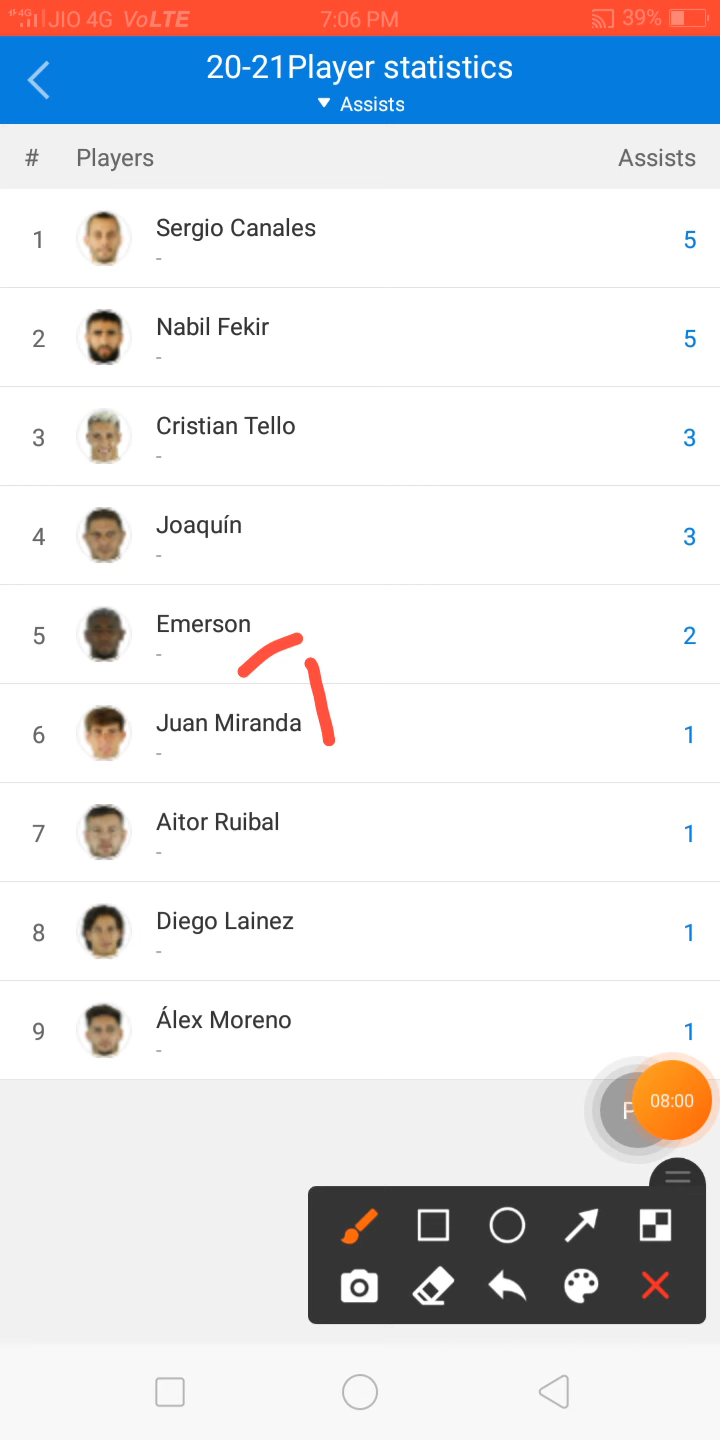 4G JIO 4G VoLTE 7:06 PM 39%
20-21Player statistics
▼ Assists
# Players Assists
1 Sergio Canales 5
-
2 Nabil Fekir 5
-
3 Cristian Tello 3
-
4 Joaquín 3
-
5 Emerson 2
-
6 Juan Miranda 1
-
7 Aitor Ruibal 1
-
8 Diego Lainez 1
-
9 Álex Moreno 1
-
08:00